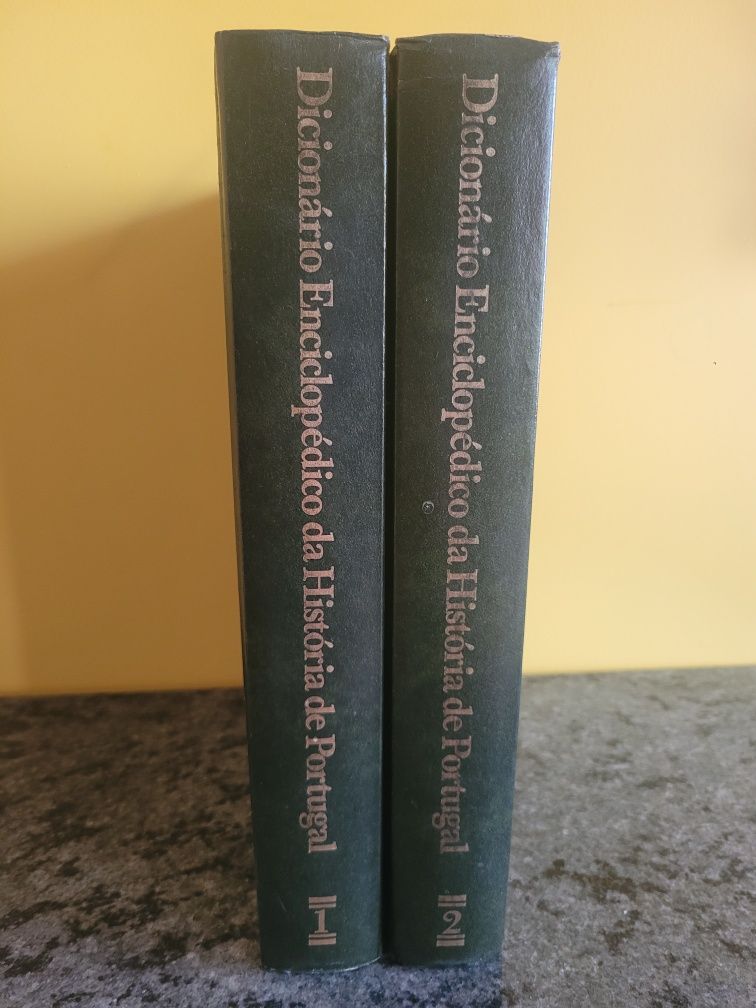 Dicionário Enciclopédico da História de Portugal
1
Dicionário Enciclopédico da História de Portugal
2